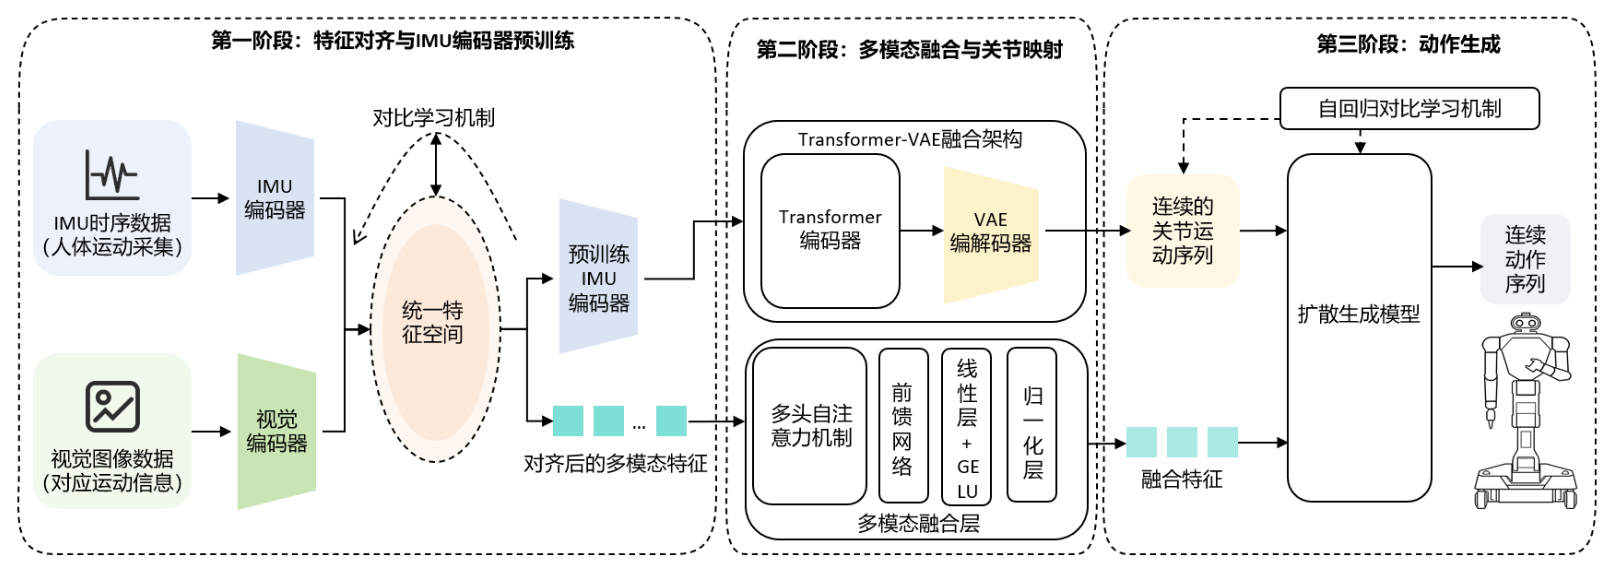 第一阶段：特征对齐与IMU编码器预训练
对比学习机制
IMU时序数据
（人体运动采集）
IMU
编码器
视觉图像数据
（对应运动信息）
视觉
编码器
统一特
征空间
预训练
IMU
编码器
...
对齐后的多模态特征
第二阶段：多模态融合与关节映射
Transformer-VAE融合架构
Transformer
编码器
VAE
编解码器
多头自注
意力机制
前
馈
网
络
线
性
层
+
GE
LU
归
一
化
层
多模态融合层
第三阶段：动作生成
自回归对比学习机制
连续的
关节运
动序列
融合特征
扩散生成模型
连续
动作
序列